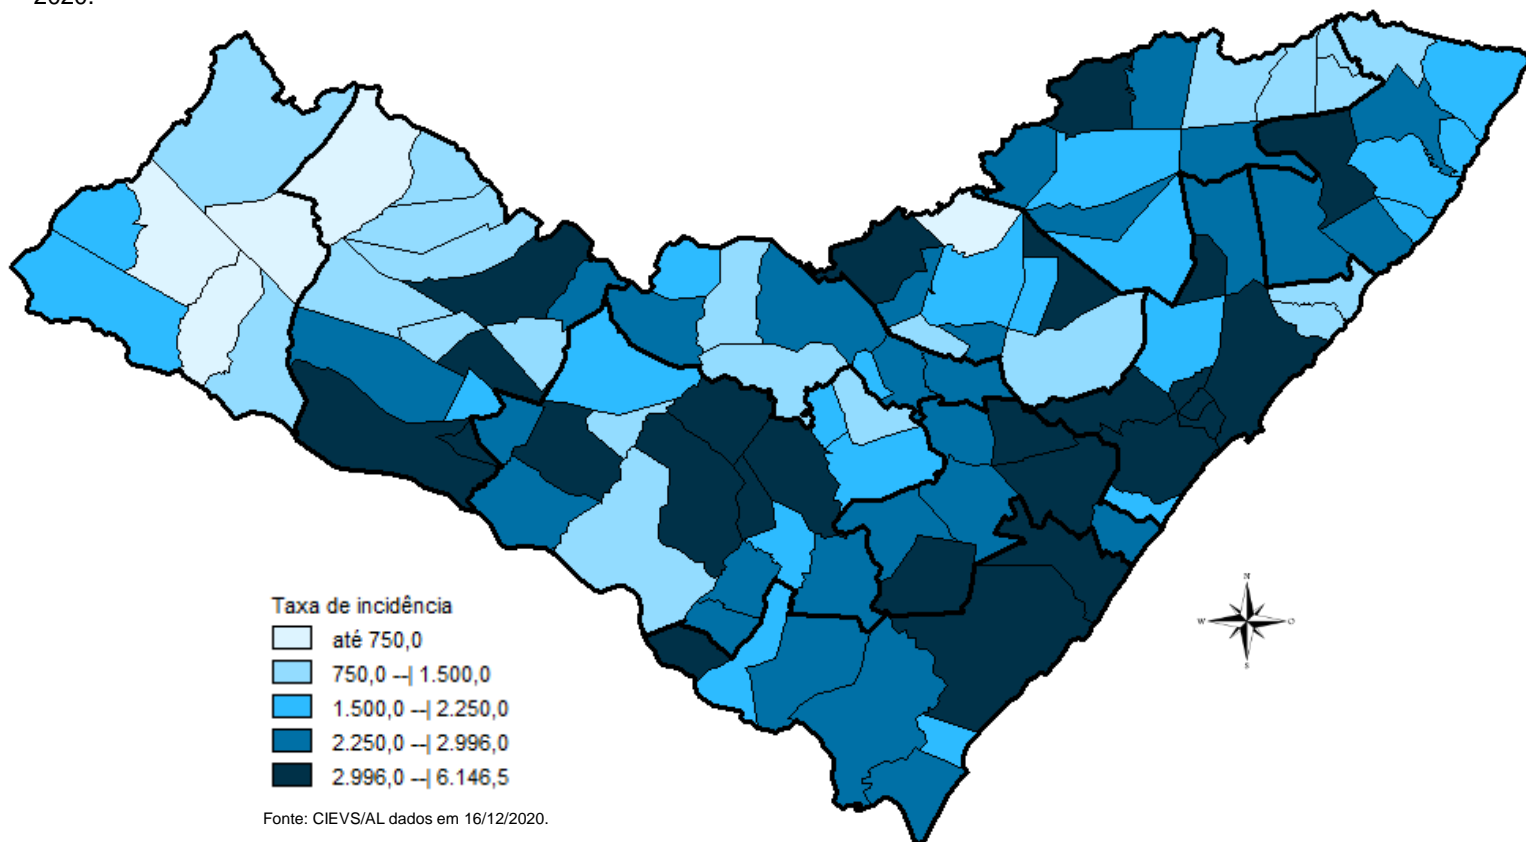 2020.
Taxa de incidência
até 750,0
750,0 --| 1.500,0
1.500,0 --| 2.250,0
2.250,0 --| 2.996,0
2.996,0 --| 6.146,5
Fonte: CIEVS/AL dados em 16/12/2020.
N
W
O
S